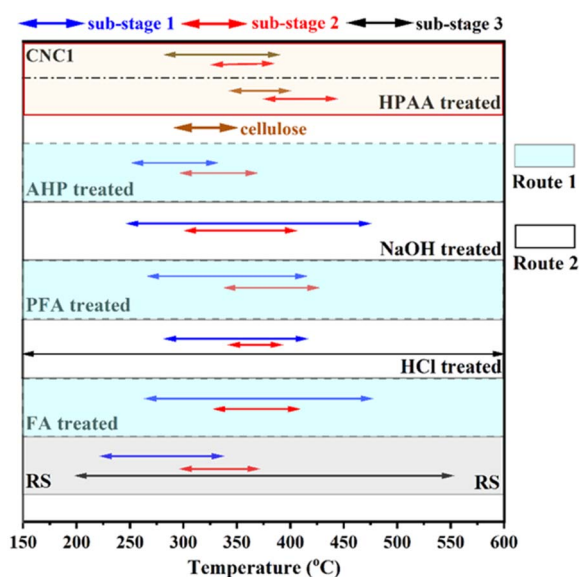 sub-stage 1 sub-stage 2 sub-stage 3
CNC1
HPAA treated
cellulose
AHP treated
Route 1
NaOH treated
Route 2
PFA treated
HCl treated
FA treated
RS RS
150 200 250 300 350 400 450 500 550 600
Temperature (°C)